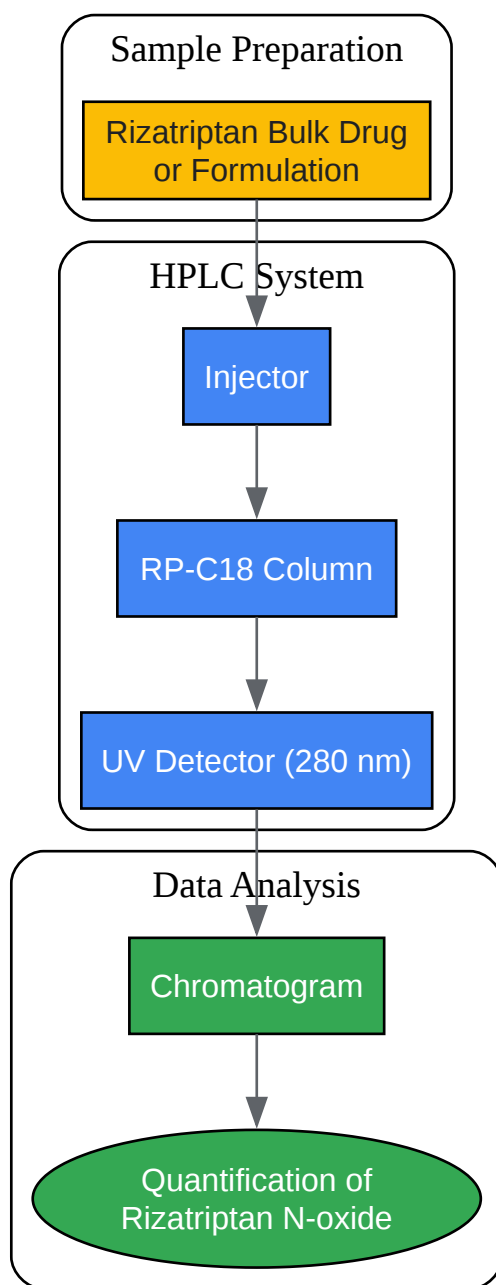 Sample Preparation
Rizatriptan Bulk Drug
or Formulation
HPLC System
Injector
RP-C18 Column
UV Detector (280 nm)
Data Analysis
Chromatogram
Quantification of
Rizatriptan N-oxide